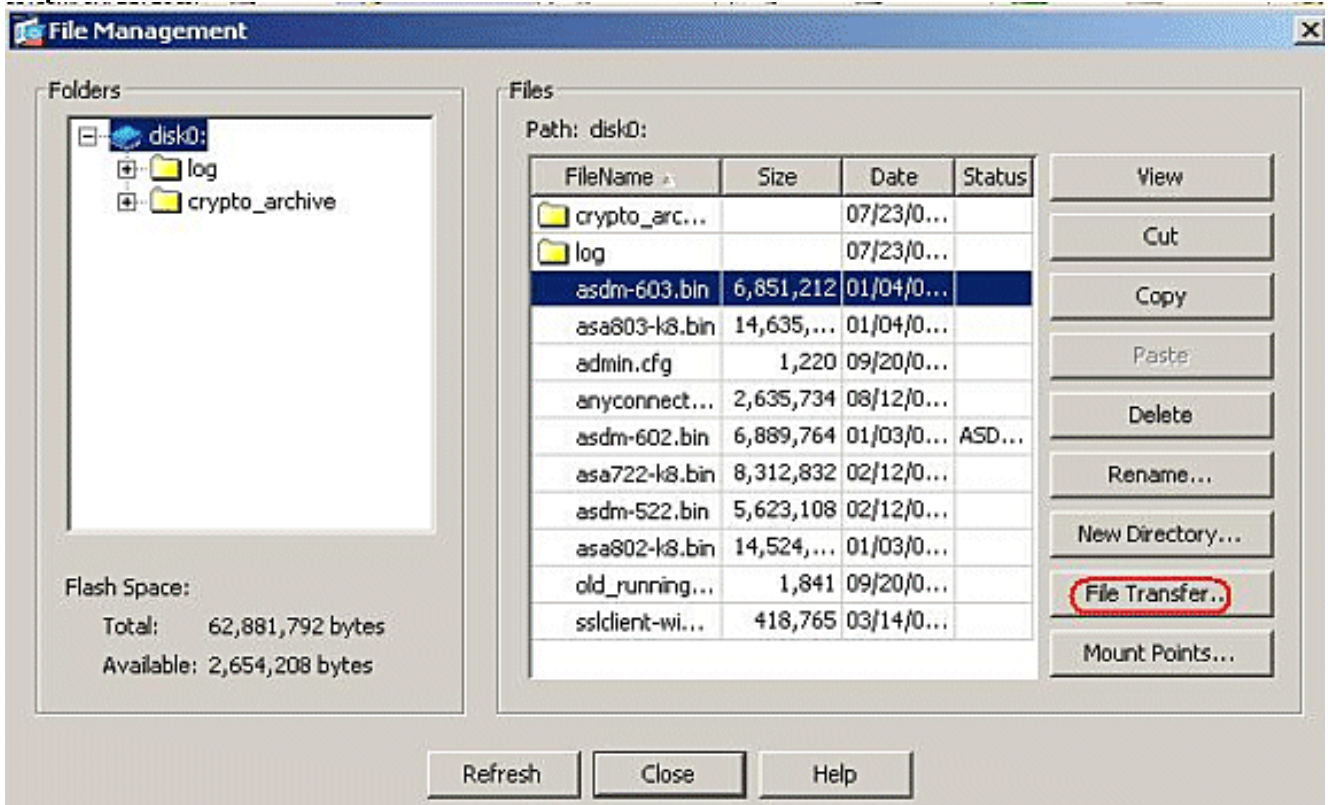 File Management
Folders
disk0:
log
crypto_archive
Flash Space:
Total: 62,881,792 bytes
Available: 2,654,208 bytes
Files
Path: disk0:
FileName Size Date Status
crypto_arc... 07/23/0...
log 07/23/0...
asdm-603.bin 6,851,212 01/04/0...
asa803-k8.bin 14,635,... 01/04/0...
admin.cfg 1,220 09/20/0...
anyconnect... 2,635,734 08/12/0...
asdm-602.bin 6,889,764 01/03/0... ASD...
asa722-k8.bin 8,312,832 02/12/0...
asdm-522.bin 5,623,108 02/12/0...
asa802-k8.bin 14,524,... 01/03/0...
old_running... 1,841 09/20/0...
sslclient-wi... 418,765 03/14/0...
View
Cut
Copy
Paste
Delete
Rename...
New Directory...
File Transfer..
Mount Points...
Refresh Close Help